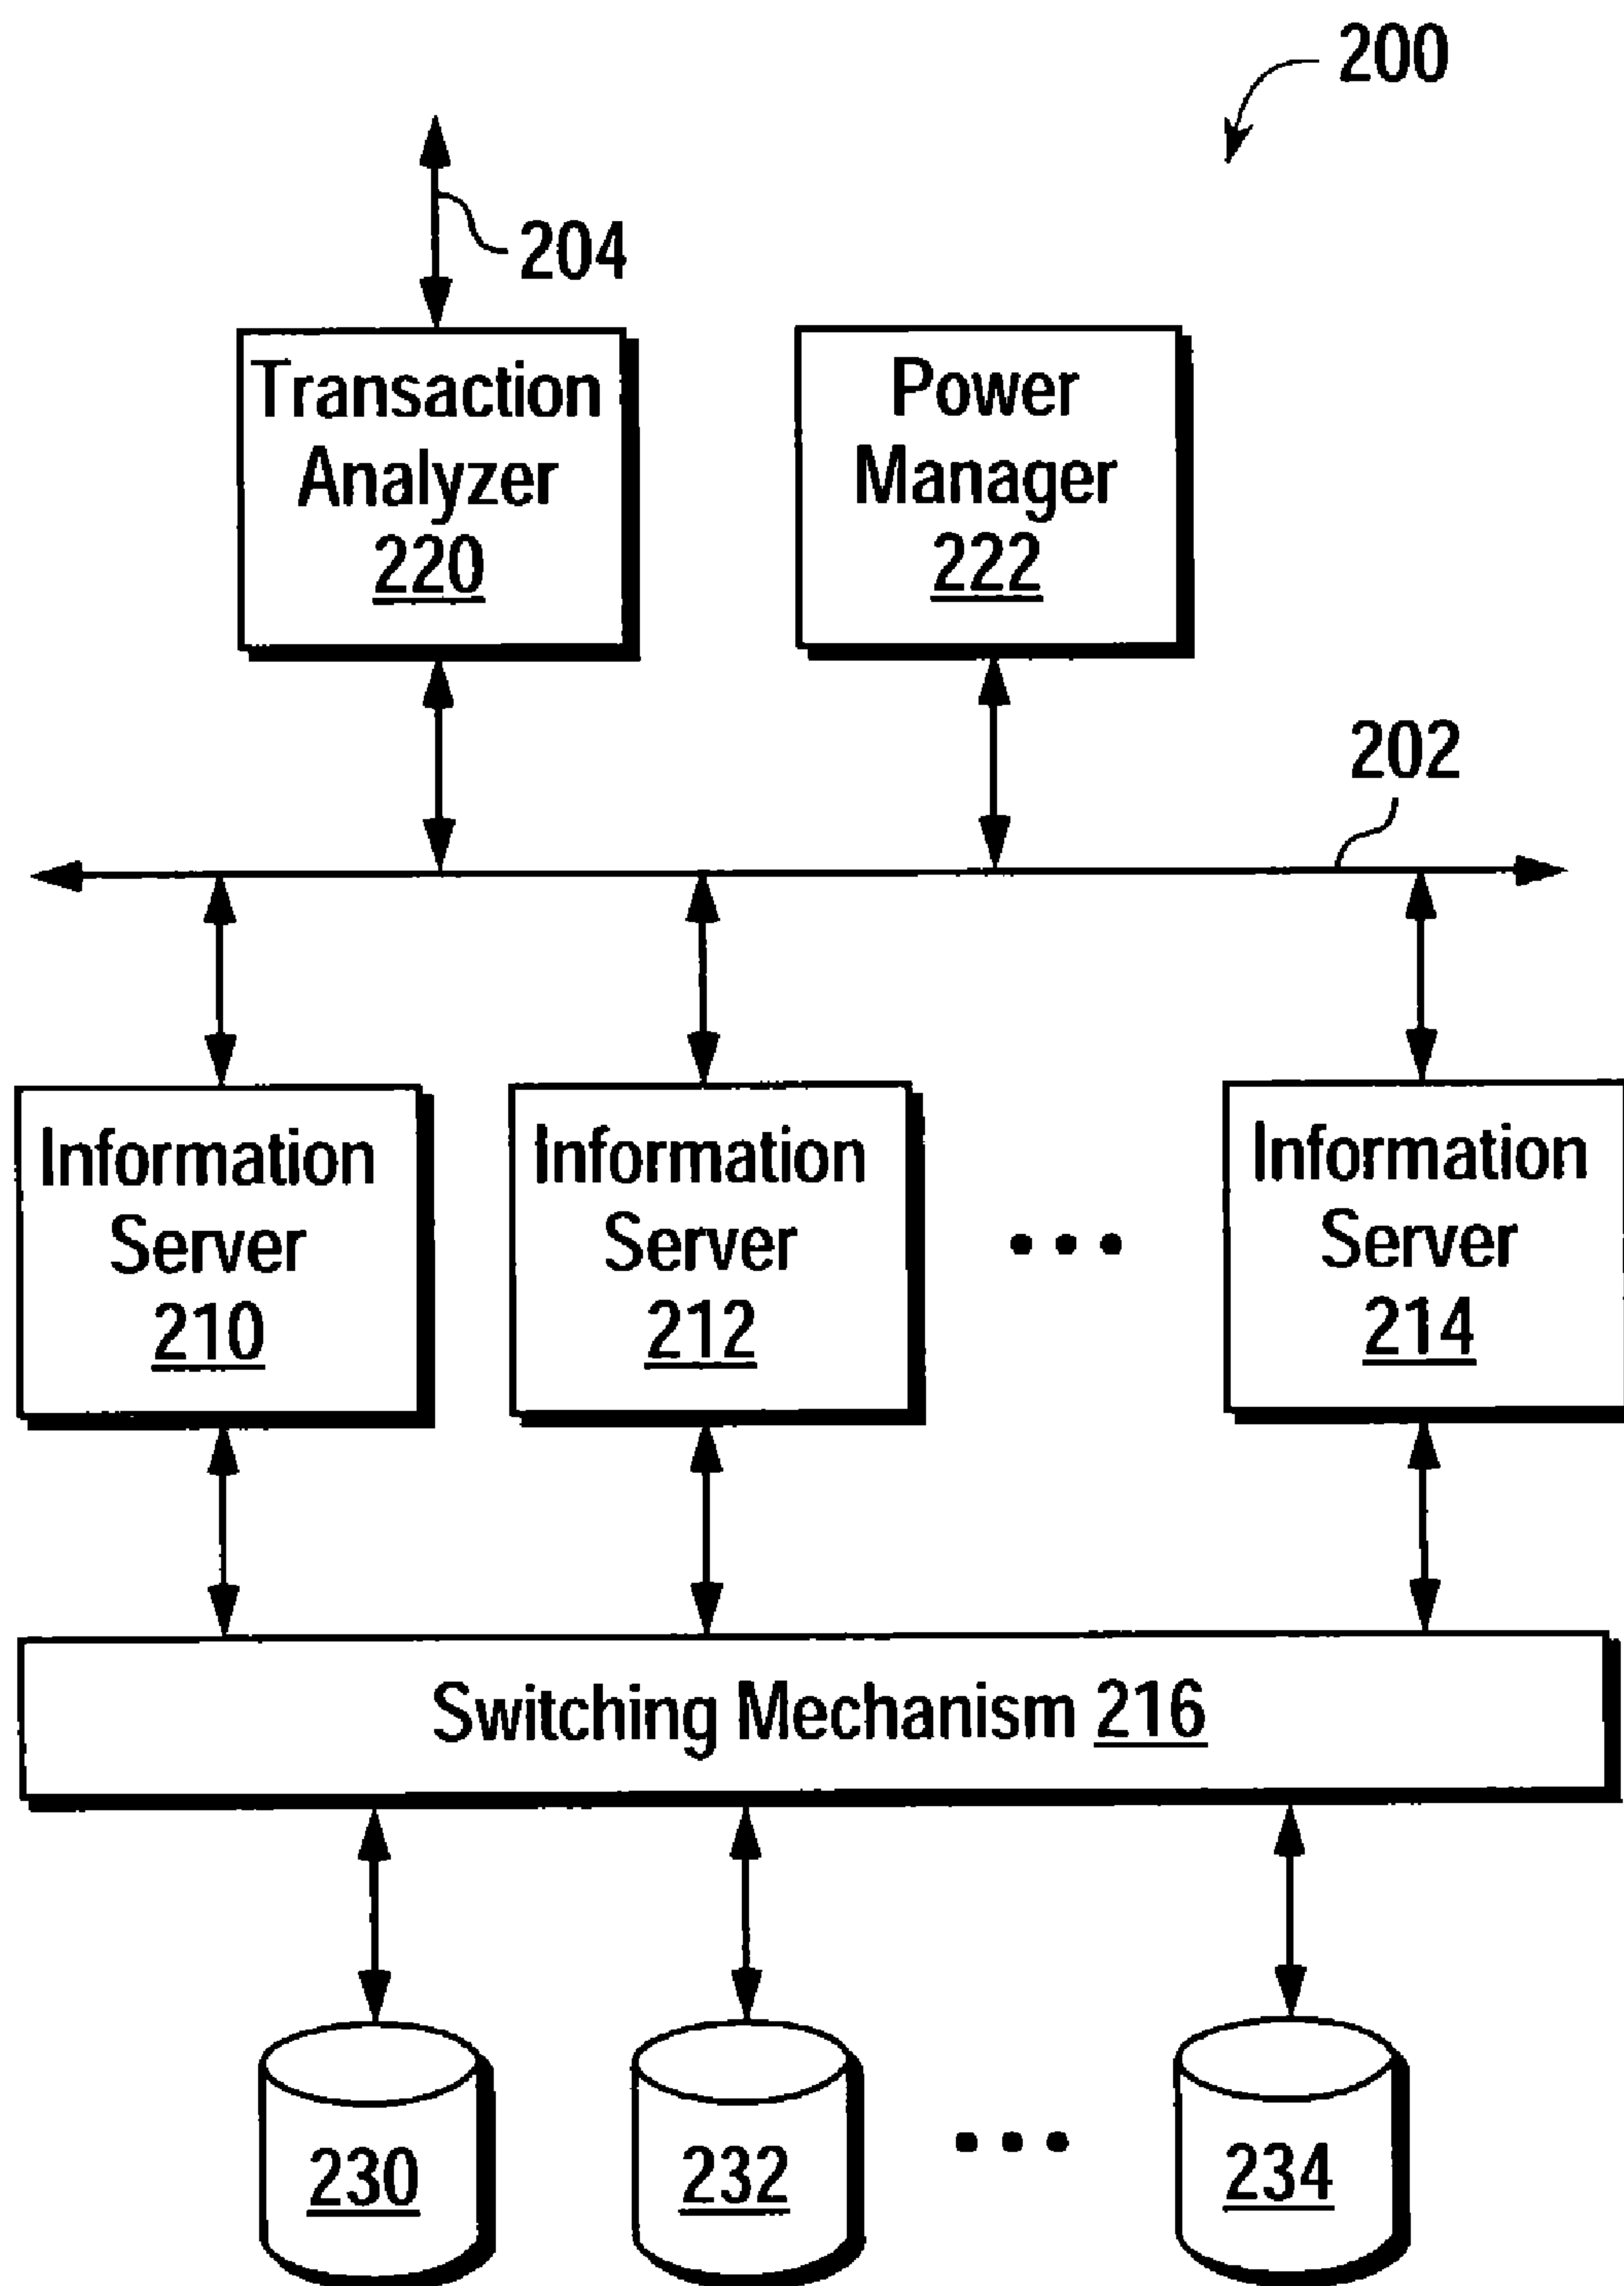 200
204
Transaction
Analyzer
220
Power
Manager
222
202
Information
Server
210
Information
Server
212
Information
Server
214
Switching Mechanism 216
230
232
234